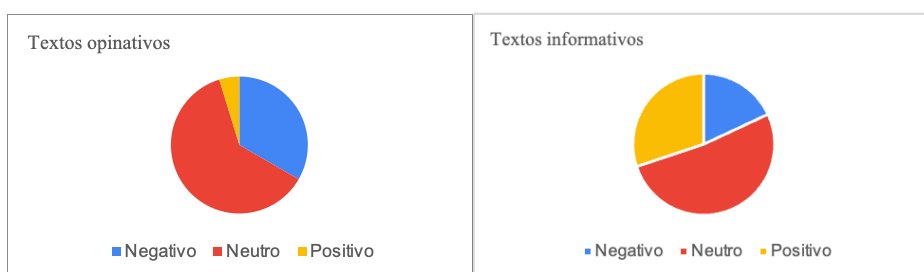 Textos opinativos
Negativo Neutro Positivo
Textos informativos
Negativo Neutro Positivo